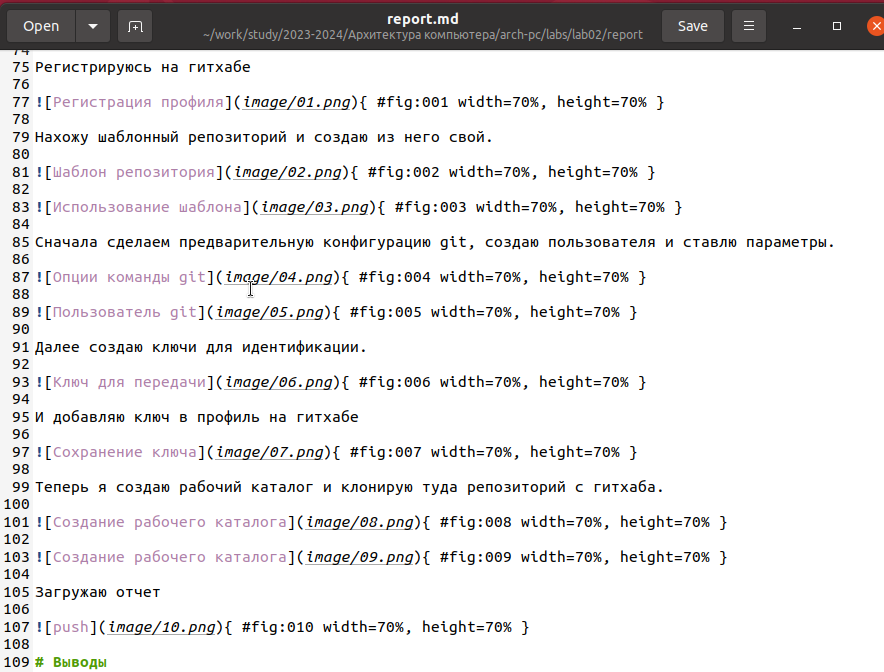 Open
report.md
~/work/study/2023-2024/Архитектура компьютера/arch-pc/labs/lab02/report
Save
74
75 Регистрируюсь на гитхабе
76
77 ![Регистрация профиля](image/01.png){ #fig:001 width=70%, height=70% }
78
79 Нахожу шаблонный репозиторий и создаю из него свой.
80
81 ![Шаблон репозитория](image/02.png){ #fig:002 width=70%, height=70% }
82
83 ![Использование шаблона](image/03.png){ #fig:003 width=70%, height=70% }
84
85 Сначала сделаем предварительную конфигурацию git, создаю пользователя и ставлю параметры.
86
87 ![Опции команды git](image/04.png){ #fig:004 width=70%, height=70% }
88
89 ![Пользователь git](image/05.png){ #fig:005 width=70%, height=70% }
90
91 Далее создаю ключи для идентификации.
92
93 ![Ключ для передачи](image/06.png){ #fig:006 width=70%, height=70% }
94
95 И добавляю ключ в профиль на гитхабе
96
97 ![Сохранение ключа](image/07.png){ #fig:007 width=70%, height=70% }
98
99 Теперь я создаю рабочий каталог и клонирую туда репозиторий с гитхаба.
100
101 ![Создание рабочего каталога](image/08.png){ #fig:008 width=70%, height=70% }
102
103 ![Создание рабочего каталога](image/09.png){ #fig:009 width=70%, height=70% }
104
105 Загружаю отчет
106
107 ![push](image/10.png){ #fig:010 width=70%, height=70% }
108
109 # Выводы